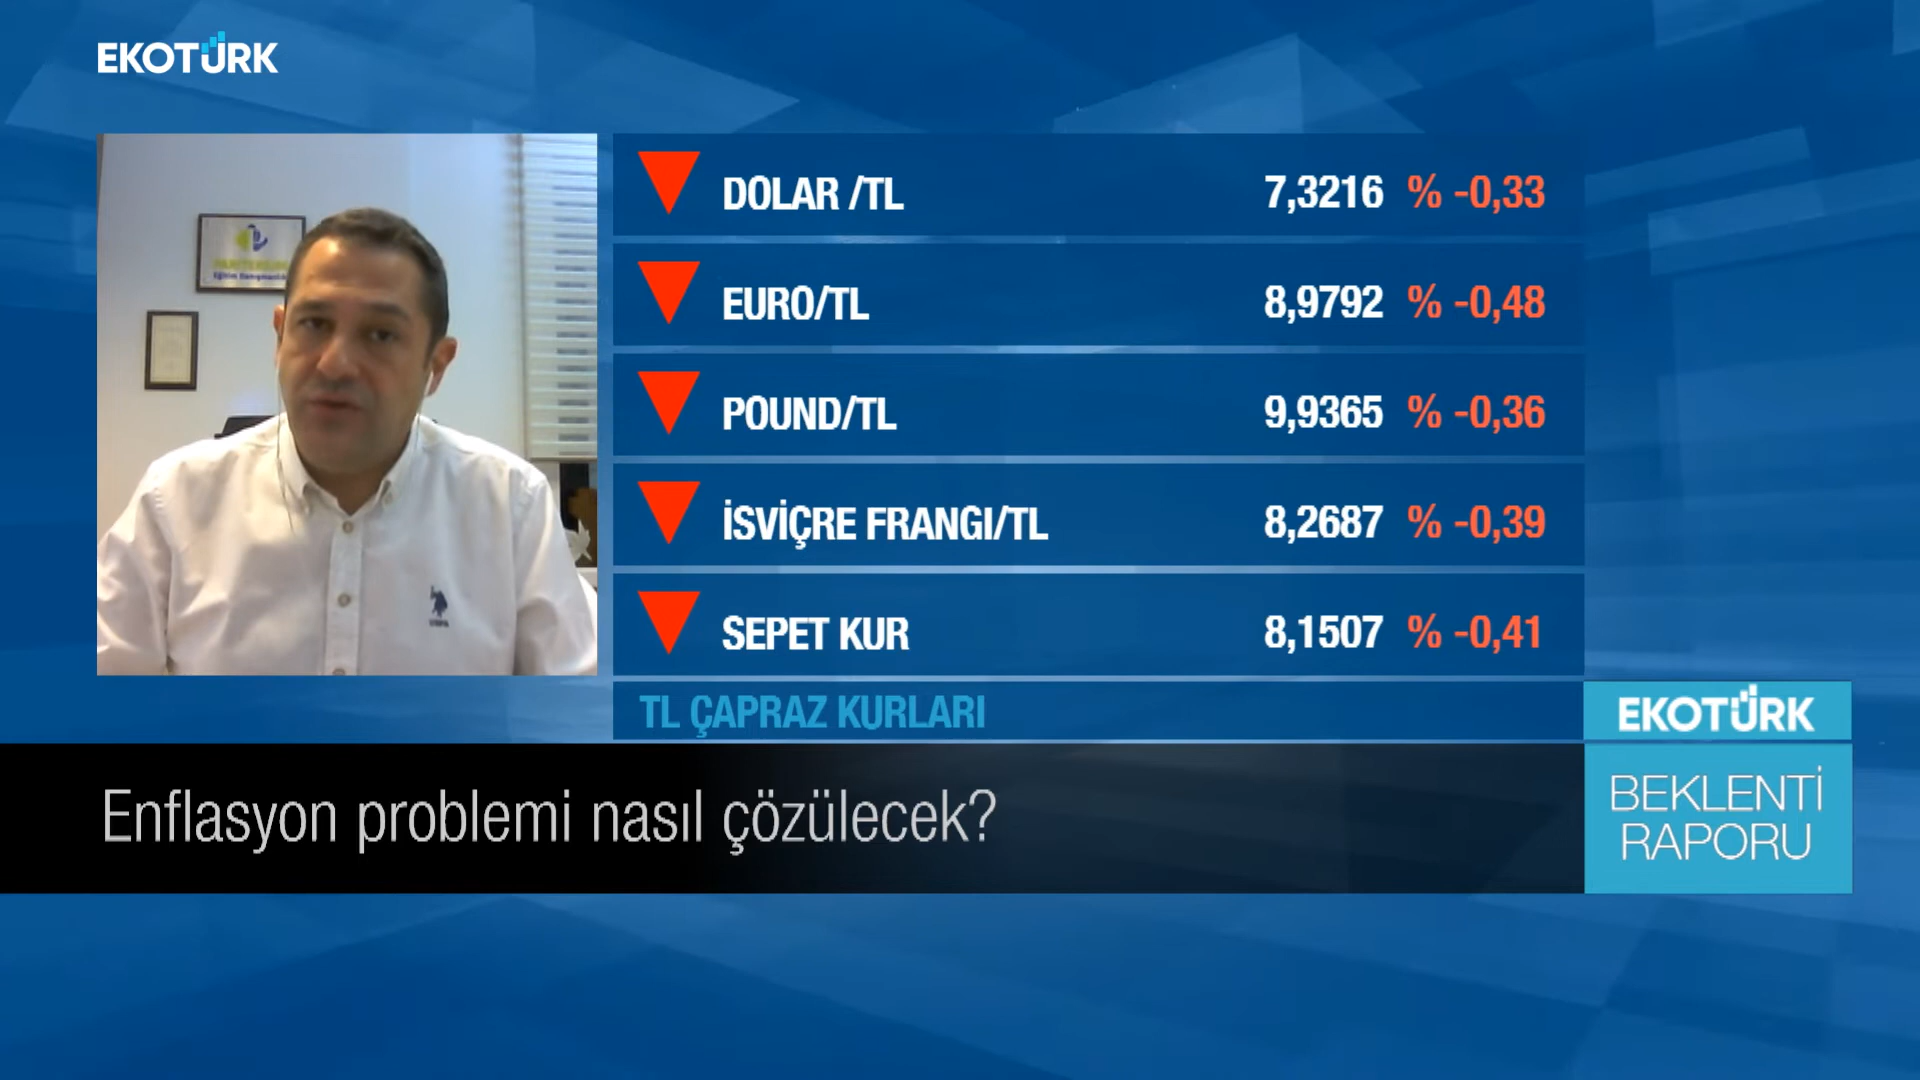 EKOTÜRK
DOLAR /TL 7,3216 % -0,33
EURO/TL 8,9792 % -0,48
POUND/TL 9,9365 % -0,36
İSVİÇRE FRANGI/TL 8,2687 % -0,39
SEPET KUR 8,1507 % -0,41
TL ÇAPRAZ KURLARI
EKOTÜRK
Enflasyon problemi nasıl çözülecek?
BEKLENTİ
RAPORU